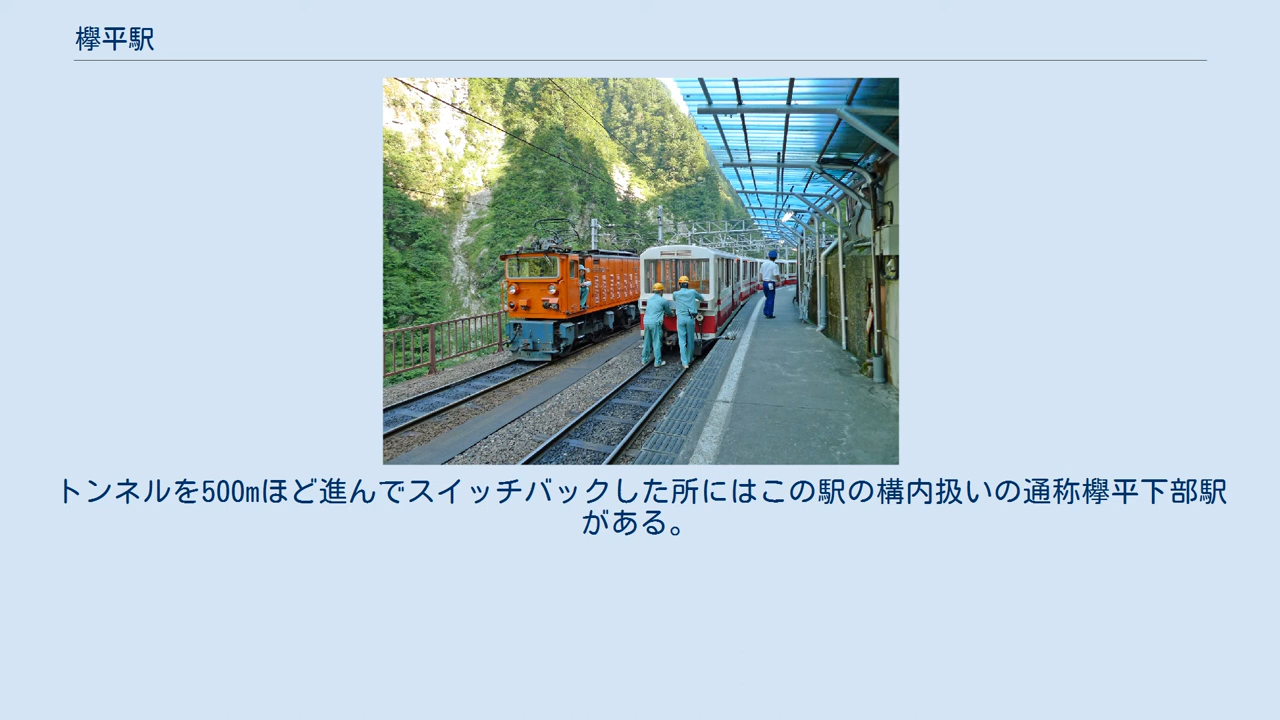 欅平駅
トンネルを500mほど進んでスイッチバックした所にはこの駅の構内扱いの通称欅平下部駅
がある。